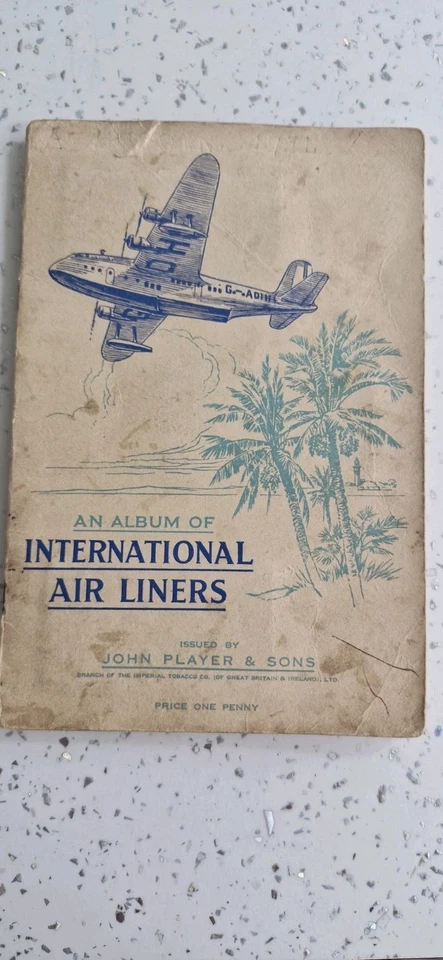 AN ALBUM OF
INTERNATIONAL
AIR LINERS
ISSUED BY
JOHN PLAYER & SONS
BRANCH OF THE IMPERIAL TOBACCO CO. (OF GREAT BRITAIN & IRELAND), LTD.
PRICE ONE PENNY